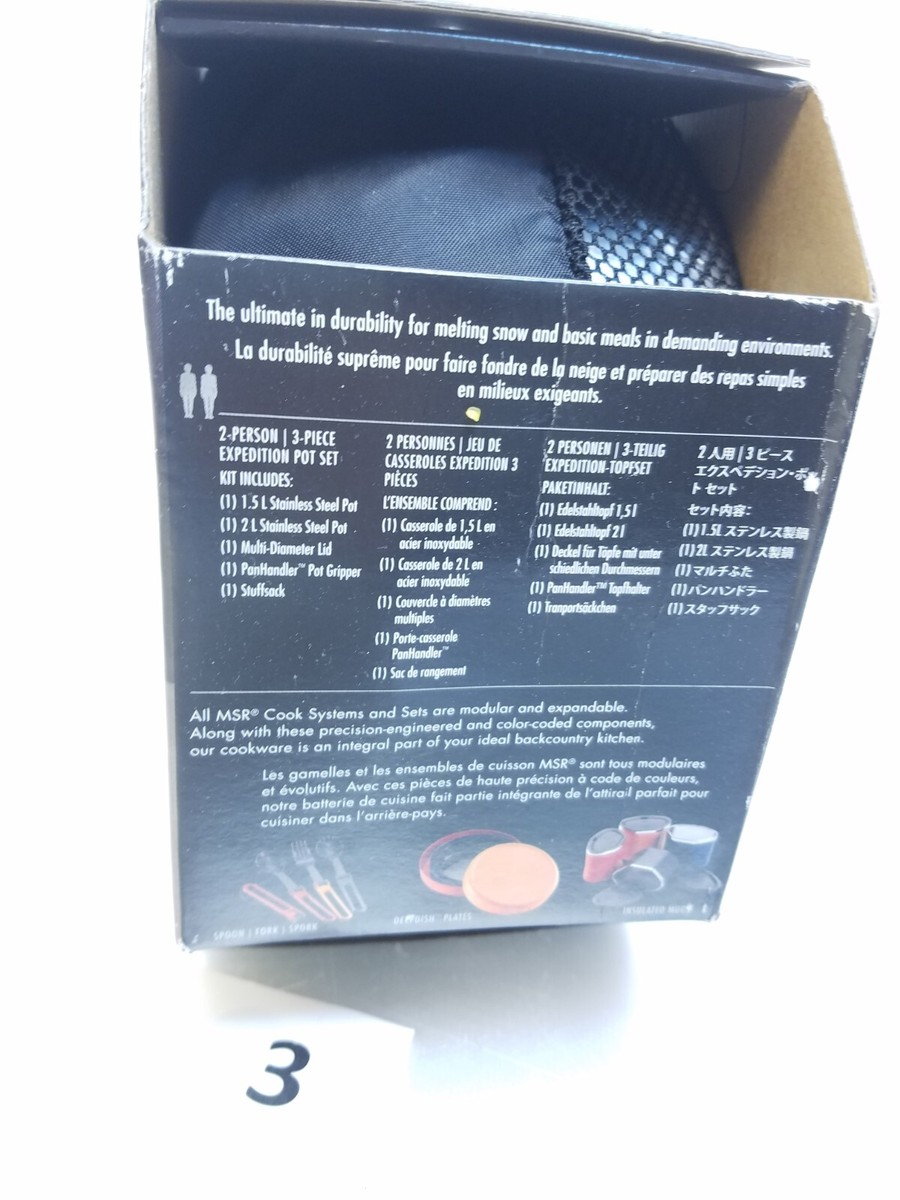 The ultimate in durability for melting snow and basic meals in demanding environments.
La durabilité suprême pour faire fondre de la neige et préparer des repas simples
en milieux exigeants.
2-PERSON | 3-PIECE
EXPEDITION POT SET
KIT INCLUDES:
(1) 1.5 L Stainless Steel Pot
(1) 2 L Stainless Steel Pot
(1) Multi-Diameter Lid
(1) PanHandler™ Pot Gripper
(1) Stuffsack
2 PERSONNES | JEU DE
CASSEROLES EXPEDITION 3
PIÈCES
L'ENSEMBLE COMPREND :
(1) Casserole de 1,5 L en
acier inoxydable
(1) Casserole de 2 L en
acier inoxydable
(1) Couvercle à diamètres
multiples
(1) Porte-casserole
PanHandler™
(1) Sac de rangement
2 PERSONEN | 3-TEILIG
EXPEDITION-TOPFSET
PAKETINHALT:
(1) Edelstahltopf 1,5 l
(1) Edelstahltopf 2 l
(1) Deckel für Töpfe mit unter
schiedlichen Durchmessern
(1) PanHandler™ Topfhalter
(1) Tranportsäckchen
2人用 | 3ピース
エクスペディション・ポッ
トセット
セット内容:
(1) 1.5Lステンレス製鍋
(1) 2Lステンレス製鍋
(1) マルチふた
(1) パンハンドラー
(1) スタッフサック
All MSR® Cook Systems and Sets are modular and expandable.
Along with these precision-engineered and color-coded components,
our cookware is an integral part of your ideal backcountry kitchen.
Les gamelles et les ensembles de cuisson MSR® sont tous modulaires
et évolutifs. Avec ces pièces de haute précision à code de couleurs,
notre batterie de cuisine fait partie intégrante de l'attirail parfait pour
cuisiner dans l'arrière-pays.
SPOON | FORK | SPORK
DEEPDISH™ PLATES
INSULATED
3